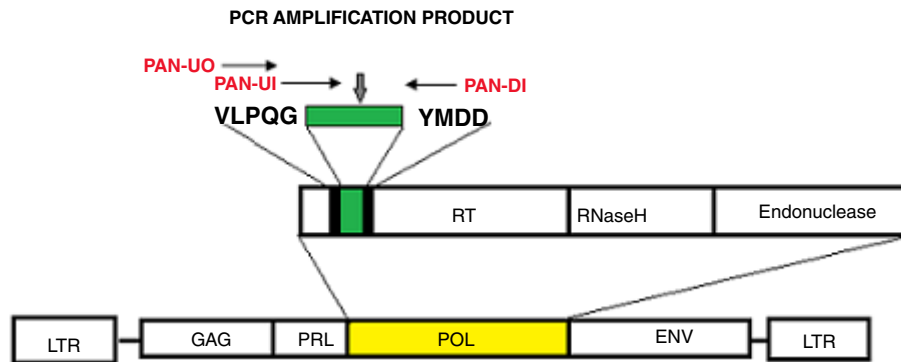 PCR AMPLIFICATION PRODUCT
PAN-UO
PAN-UI PAN-DI
VLPQG YMDD
RT RNaseH Endonuclease
LTR GAG PRL POL ENV LTR